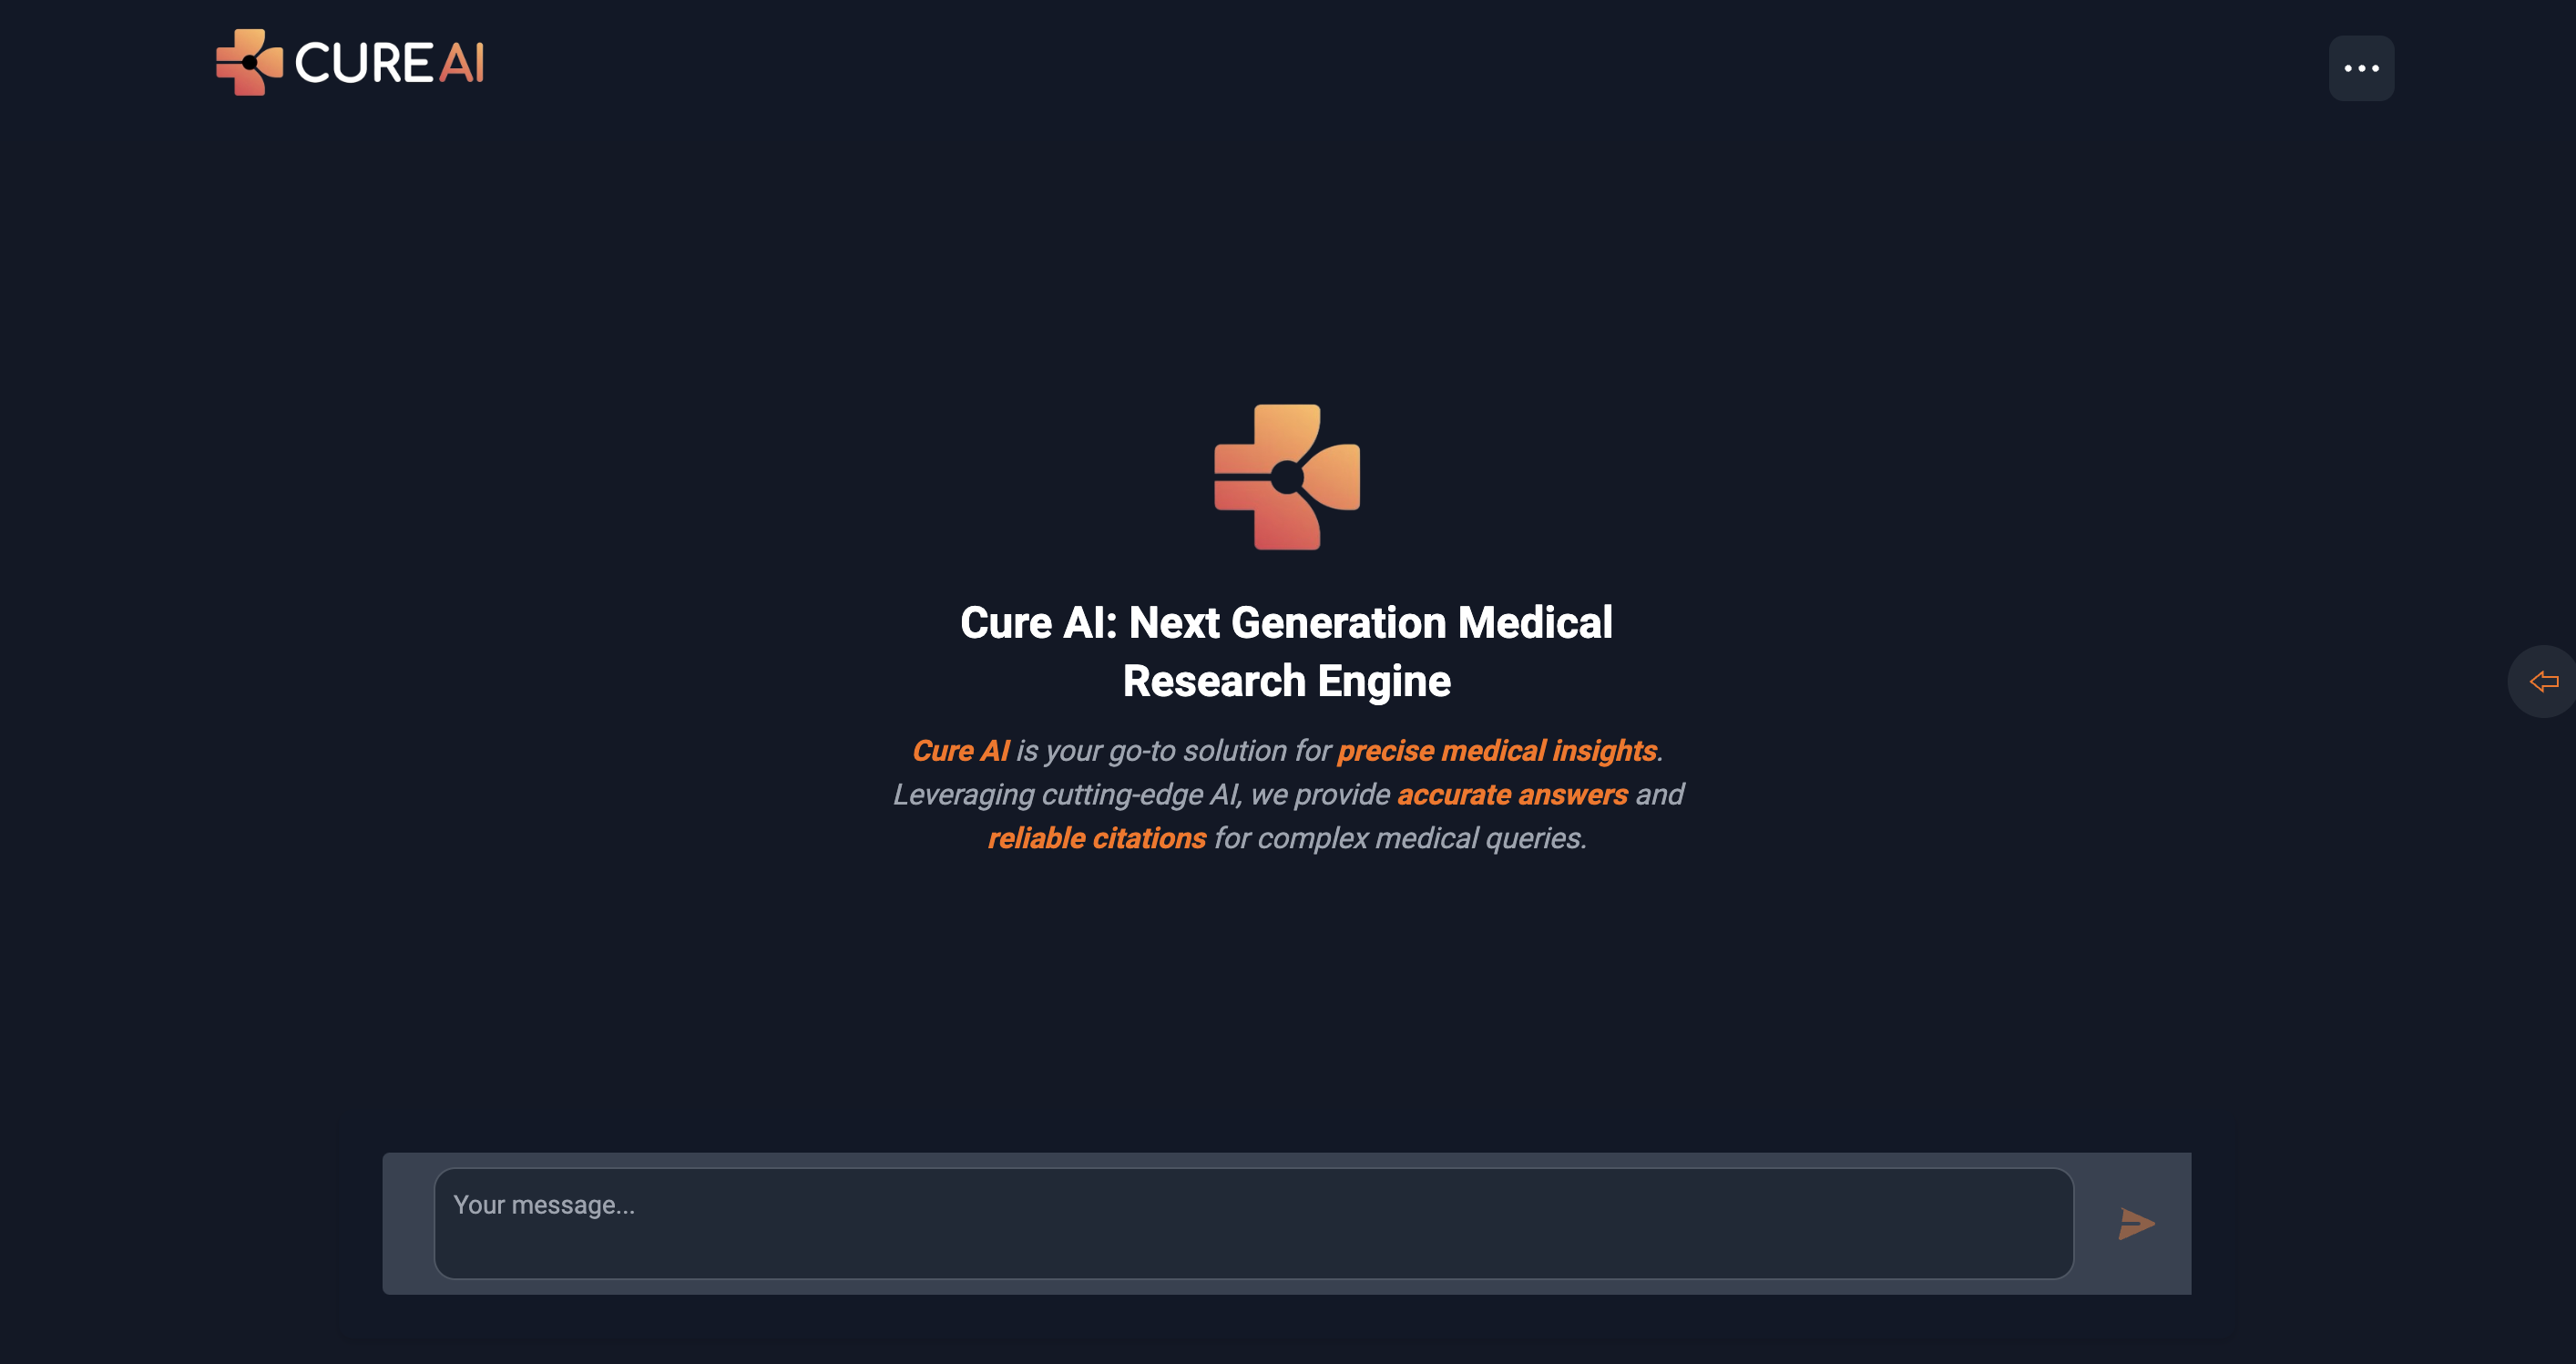 CURE AI
Cure AI: Next Generation Medical
Research Engine
Cure AI is your go-to solution for precise medical insights.
Leveraging cutting-edge AI, we provide accurate answers and
reliable citations for complex medical queries.
Your message...